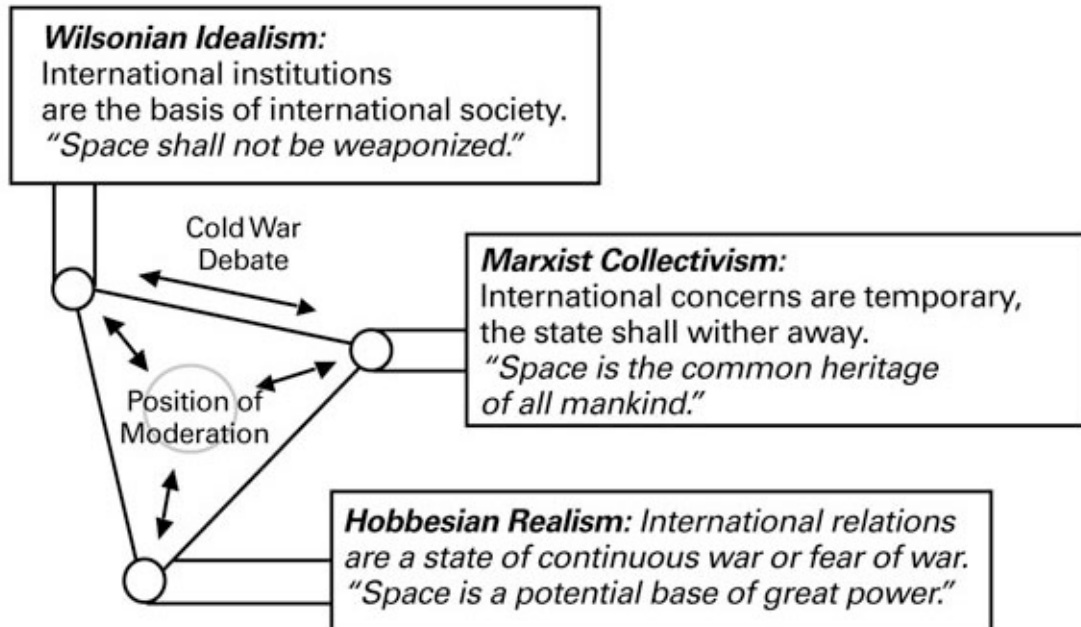 Wilsonian Idealism:
International institutions
are the basis of international society.
“Space shall not be weaponized.”
Cold War
Debate
Marxist Collectivism:
International concerns are temporary,
the state shall wither away.
“Space is the common heritage
of all mankind.”
Position of
Moderation
Hobbesian Realism: International relations
are a state of continuous war or fear of war.
“Space is a potential base of great power.”